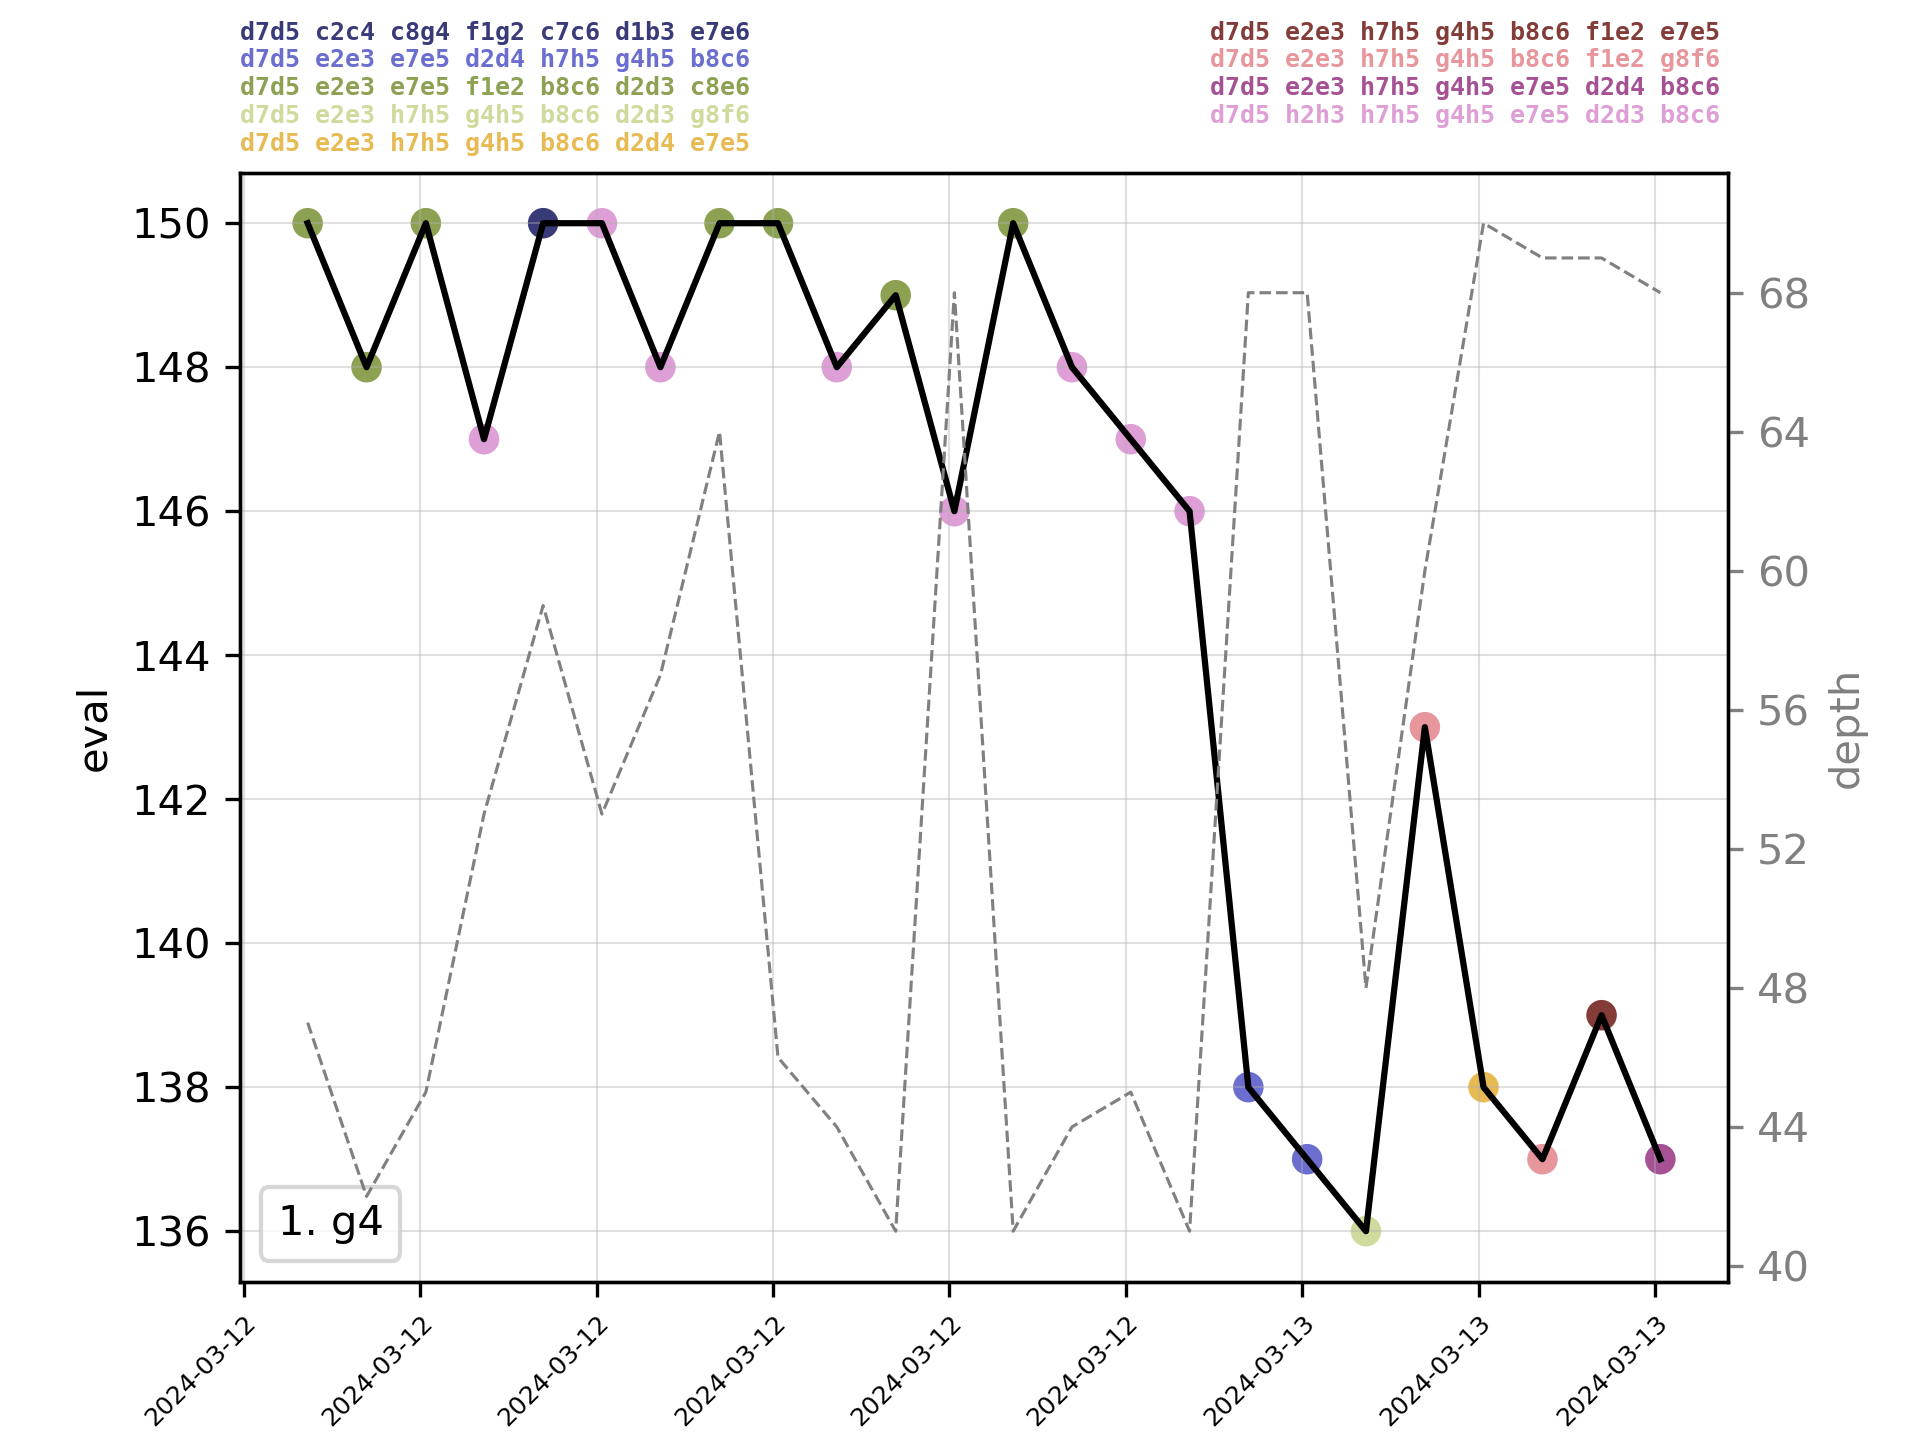 d7d5 c2c4 c8g4 f1g2 c7c6 d1b3 e7e6
d7d5 e2e3 e7e5 d2d4 h7h5 g4h5 b8c6
d7d5 e2e3 e7e5 f1e2 b8c6 d2d3 c8e6
d7d5 e2e3 h7h5 g4h5 b8c6 d2d3 g8f6
d7d5 e2e3 h7h5 g4h5 b8c6 d2d4 e7e5
d7d5 e2e3 h7h5 g4h5 b8c6 f1e2 e7e5
d7d5 e2e3 h7h5 g4h5 b8c6 f1e2 g8f6
d7d5 e2e3 h7h5 g4h5 e7e5 d2d4 b8c6
d7d5 h2h3 h7h5 g4h5 e7e5 d2d3 b8c6
150
148
146
144
142
140
138
136
eval
68
64
60
56
52
48
44
40
depth
1. g4
2024-03-12
2024-03-12
2024-03-12
2024-03-12
2024-03-12
2024-03-12
2024-03-13
2024-03-13
2024-03-13